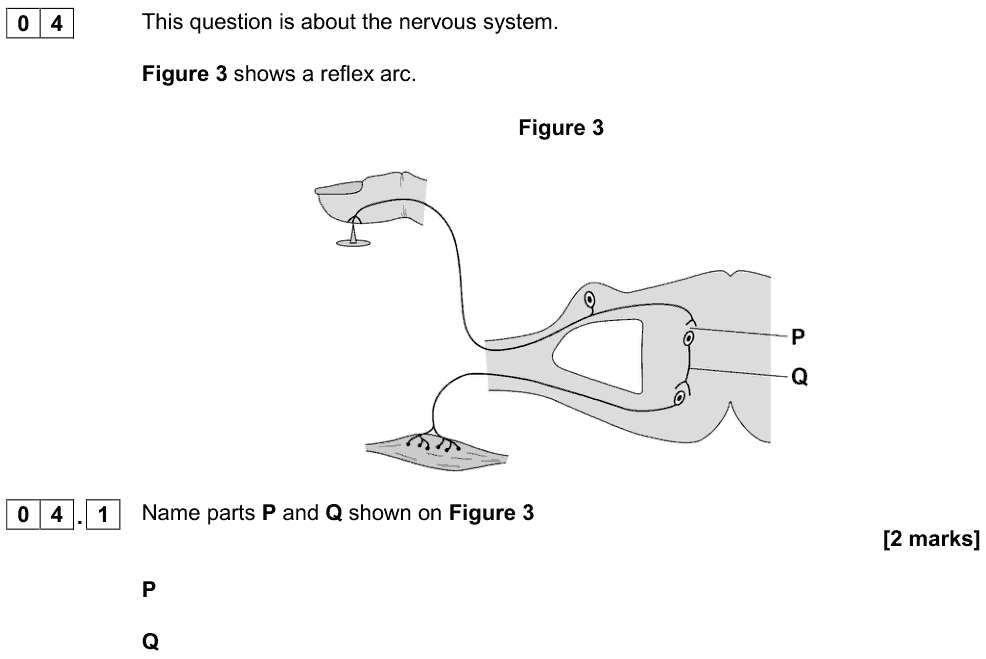 0 4 This question is about the nervous system.
Figure 3 shows a reflex arc.
Figure 3
P
Q
0 4 . 1 Name parts P and Q shown on Figure 3
[2 marks]
P
Q